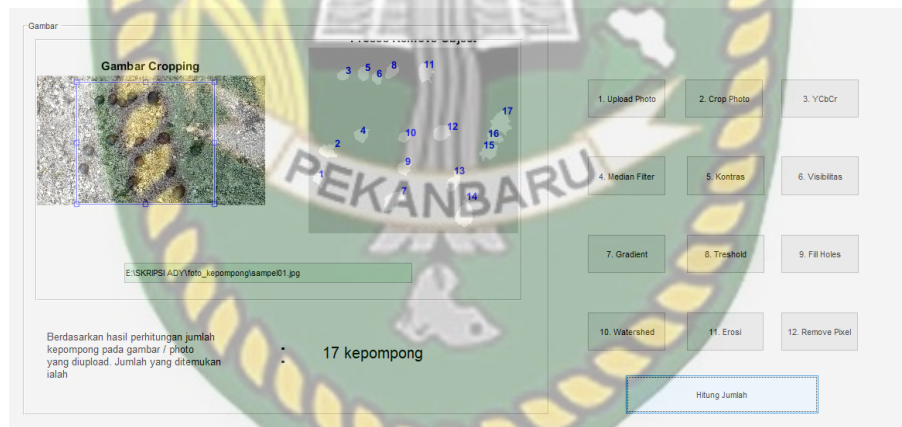 Gambar
Proses Remove Object
Gambar Cropping
3
5
6
8
11
17
4
10
12
16
2
15
9
13
1
7
14
PEKANBARU
E:\SKRIPSI ADY\foto_kepompong\sampel01.jpg
Berdasarkan hasil perhitungan jumlah
kepompong pada gambar / photo
yang diupload. Jumlah yang ditemukan
ialah
:
17 kepompong
1. Upload Photo
2. Crop Photo
3. YCbCr
4. Median Filter
5. Kontras
6. Visibilitas
7. Gradient
8. Treshold
9. Fill Holes
10. Watershed
11. Erosi
12. Remove Pixel
Hitung Jumlah